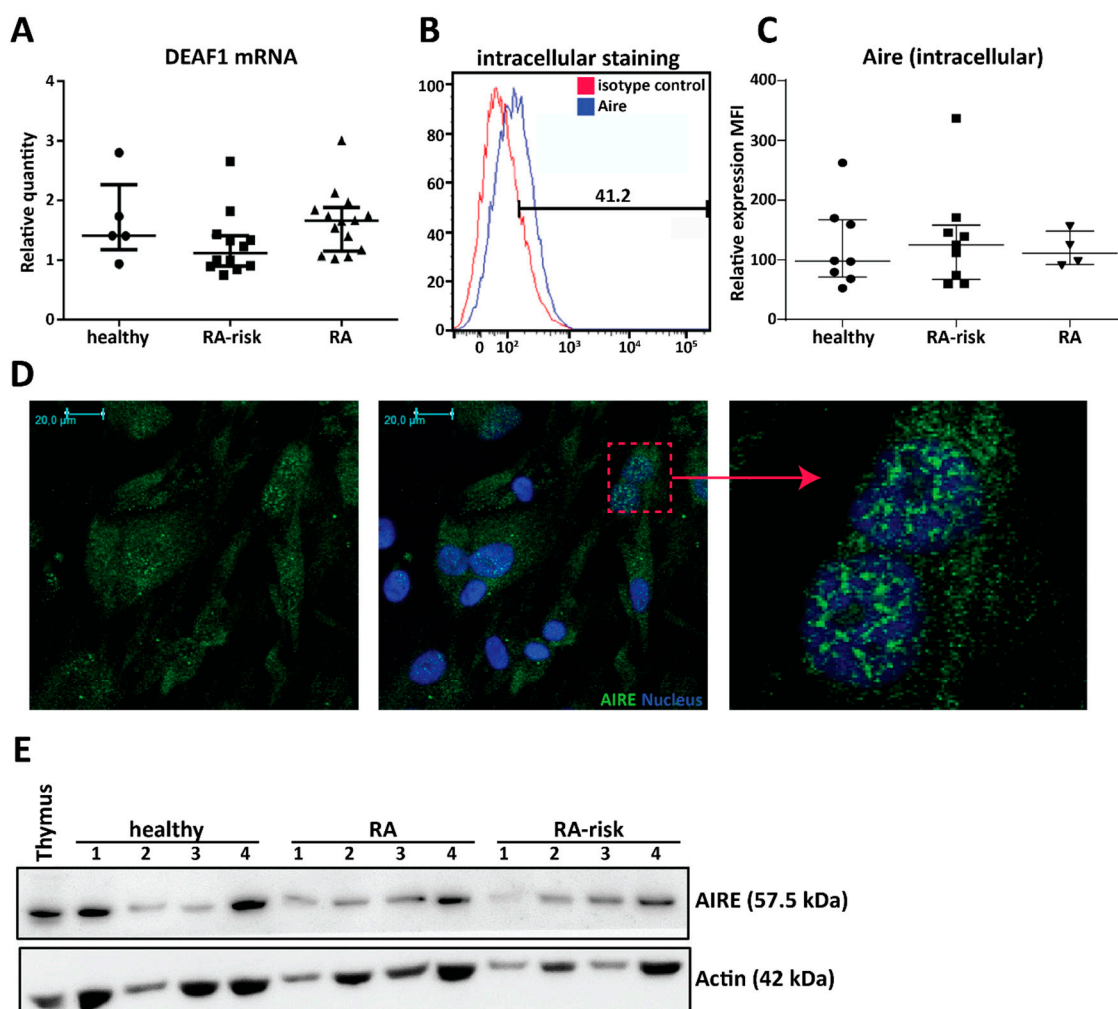 A
DEAF1 mRNA
Relative quantity
4
3
2
1
0
healthy RA-risk RA
B
intracellular staining
isotype control
Aire
100
80
60
40
20
0
41.2
0 10² 10³ 10⁴ 10⁵
C
Aire (intracellular)
Relative expression MFI
400
300
200
100
0
healthy RA-risk RA
D
20,0 µm
20,0 µm
AIRE Nucleus
E
Thymus
healthy RA RA-risk
1 2 3 4 1 2 3 4 1 2 3 4
AIRE (57.5 kDa)
Actin (42 kDa)